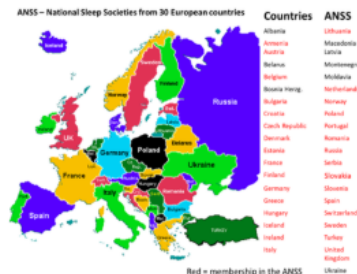 ANSS – National Sleep Societies from 30 European countries
Countries ANSS
Albania Lithuania
Armenia Macedonia
Austria Latvia
Belarus Montenegro
Belgium Moldavia
Bosnia Herzg. Netherland
Bulgaria Norway
Croatia Poland
Czech Republic Portugal
Denmark Romania
Estonia Russia
France Serbia
Finland Slovakia
Germany Slovenia
Greece Spain
Hungary Switzerland
Iceland Sweden
Ireland Turkey
Italy United
Kingdom
Ukraine
Iceland
Sweden
Finland
Norway
Russia
UK
Belarus
Poland
Germany
Ukraine
France
Romania
Italy
Spain
Bulgaria
TURKEY
Red = membership in the ANSS